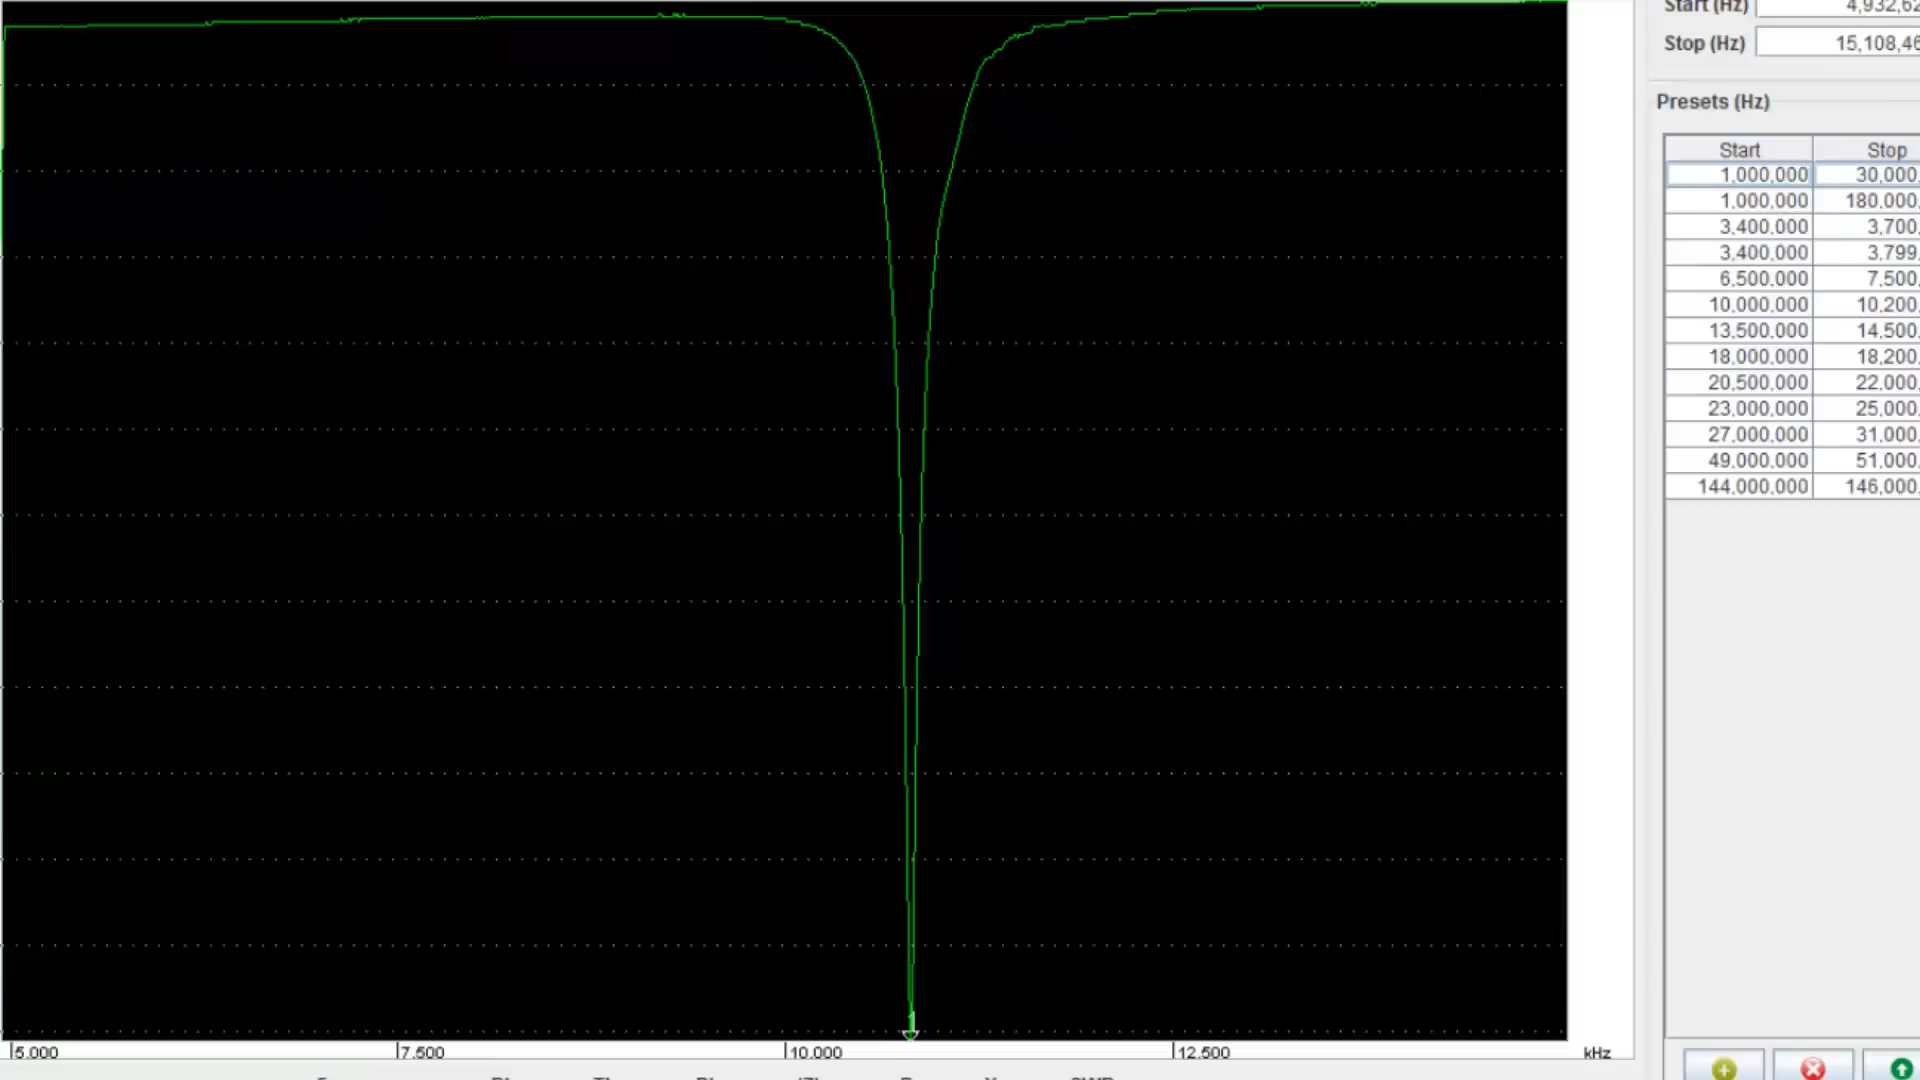 Start (Hz) 4,932,62
Stop (Hz) 15,108,46
Presets (Hz)
Start Stop
1,000,000 30,000,
1,000,000 180,000,
3,400,000 3,700,
3,400,000 3,799,
6,500,000 7,500,
10,000,000 10,200,
13,500,000 14,500,
18,000,000 18,200,
20,500,000 22,000,
23,000,000 25,000,
27,000,000 31,000,
49,000,000 51,000,
144,000,000 146,000,
5.000 7.500 10.000 12.500 kHz